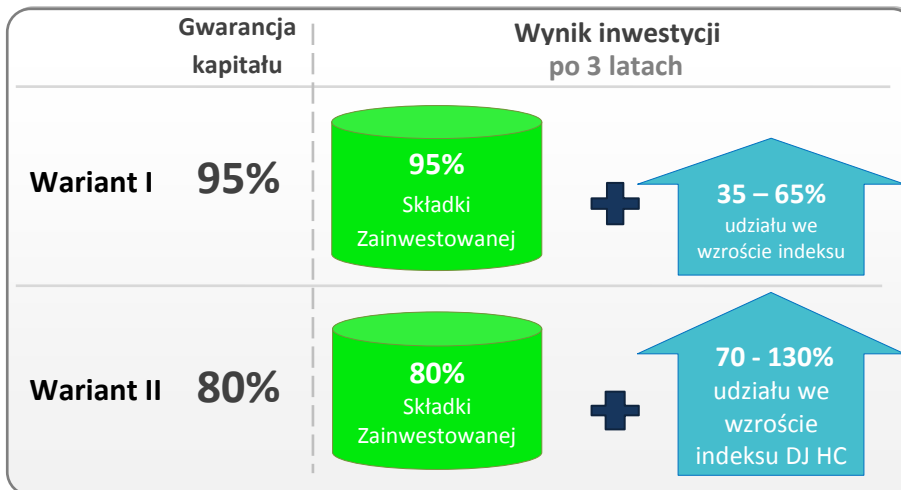 Gwarancja
kapitału
Wynik inwestycji
po 3 latach
Wariant I
95%
95%
Składki
Zainwestowanej
35 – 65%
udziału we
wzroście indeksu
Wariant II
80%
80%
Składki
Zainwestowanej
70 - 130%
udziału we
wzroście
indeksu DJ HC